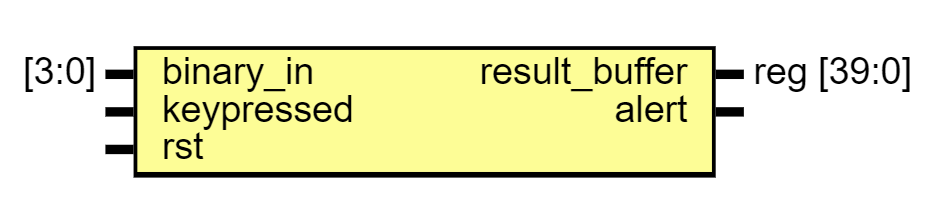 [3:0] binary_in result_buffer reg [39:0]
keypressed alert
rst